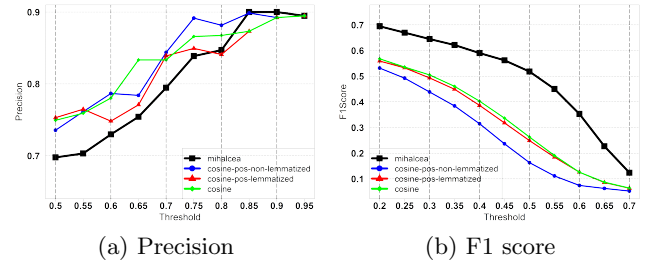 0.9
0.8
0.7
Precision
mihalcea
cosine-pos-non-lemmatized
cosine-pos-lemmatized
cosine
0.5 0.55 0.6 0.65 0.7 0.75 0.8 0.85 0.9 0.95
Threshold
(a) Precision
0.7
0.6
0.5
0.4
0.3
0.2
0.1
F1Score
mihalcea
cosine-pos-non-lemmatized
cosine-pos-lemmatized
cosine
0.2 0.25 0.3 0.35 0.4 0.45 0.5 0.55 0.6 0.65 0.7
Threshold
(b) F1 score